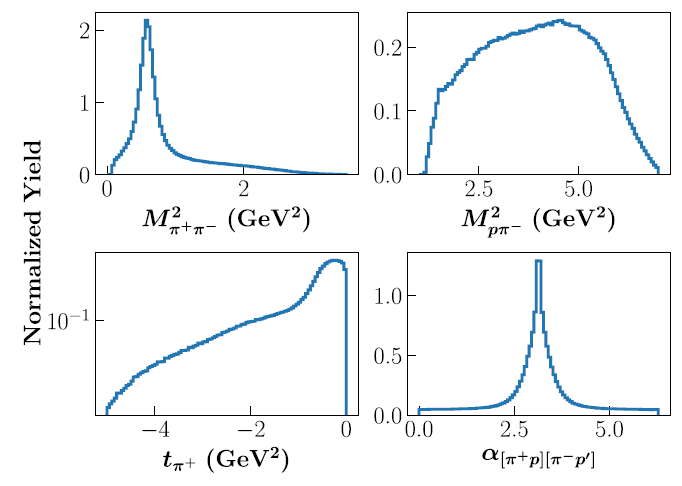 Normalized Yield
2
1
0
0 2
M²π⁺π⁻ (GeV²)
0.2
0.1
0.0
2.5 5.0
M²pπ⁻ (GeV²)
10⁻¹
−4 −2 0
tπ⁺ (GeV²)
1.0
0.5
0.0
0.0 2.5 5.0
α[π⁺p][π⁻p′]